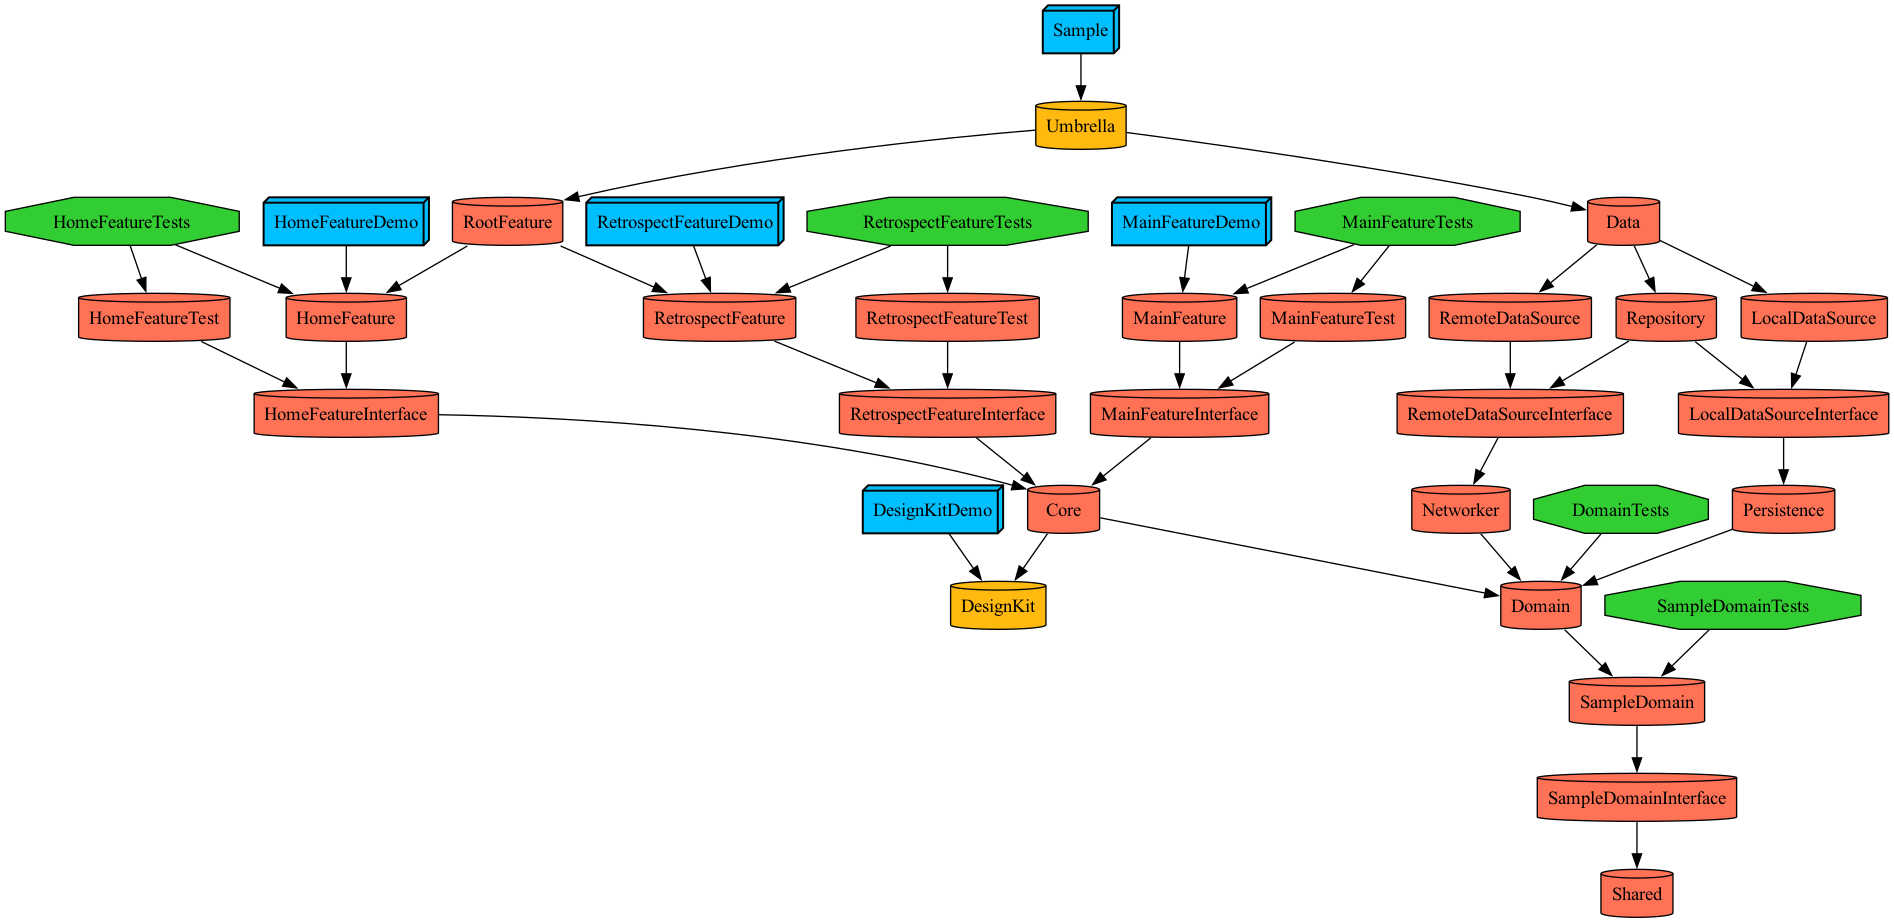 Sample
Umbrella
HomeFeatureTests
HomeFeatureDemo
RootFeature
RetrospectFeatureDemo
RetrospectFeatureTests
MainFeatureDemo
MainFeatureTests
Data
HomeFeatureTest
HomeFeature
RetrospectFeature
RetrospectFeatureTest
MainFeature
MainFeatureTest
RemoteDataSource
Repository
LocalDataSource
HomeFeatureInterface
RetrospectFeatureInterface
MainFeatureInterface
RemoteDataSourceInterface
LocalDataSourceInterface
DesignKitDemo
Core
Networker
DomainTests
Persistence
DesignKit
Domain
SampleDomainTests
SampleDomain
SampleDomainInterface
Shared